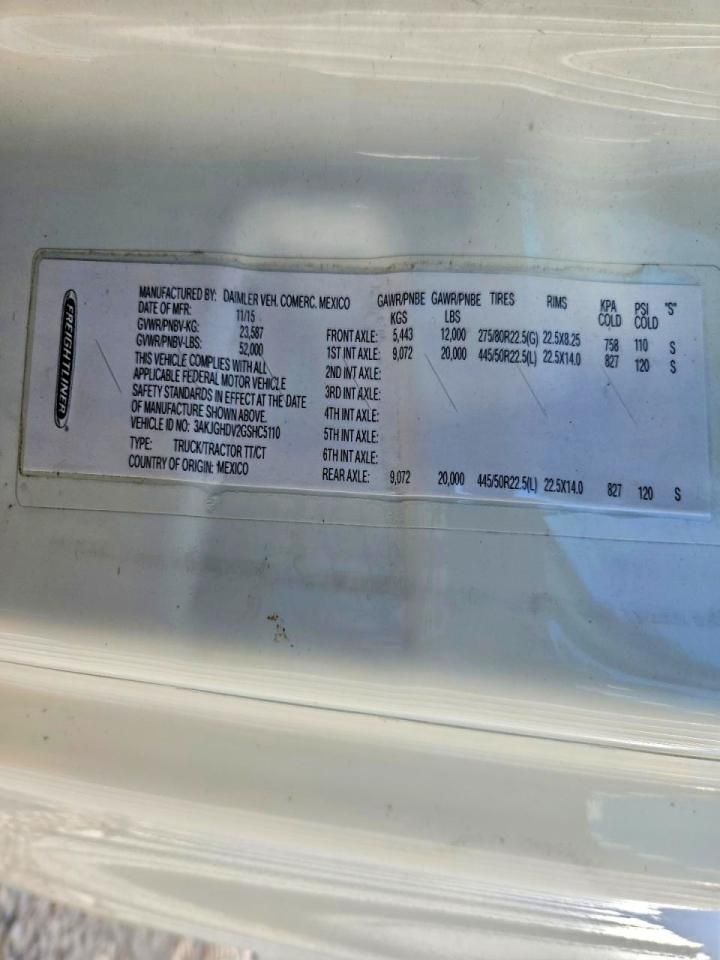 FREIGHTLINER
MANUFACTURED BY: DAIMLER VEH. COMERC. MEXICO
DATE OF MFR: 11/15
GVWR/PNBV-KG: 23,587
GVWR/PNBV-LBS: 52,000
THIS VEHICLE COMPLIES WITH ALL
APPLICABLE FEDERAL MOTOR VEHICLE
SAFETY STANDARDS IN EFFECT AT THE DATE
OF MANUFACTURE SHOWN ABOVE.
VEHICLE ID NO: 3AKJGHDV2GSHC5110
TYPE: TRUCK/TRACTOR TT/CT
COUNTRY OF ORIGIN: MEXICO
GAWR/PNBE GAWR/PNBE TIRES RIMS KPA PSI "S"
KGS LBS COLD COLD
FRONT AXLE: 5,443 12,000 275/80R22.5(G) 22.5X8.25 758 110 S
1ST INT AXLE: 9,072 20,000 445/50R22.5(L) 22.5X14.0 827 120 S
2ND INT AXLE:
3RD INT AXLE:
4TH INT AXLE:
5TH INT AXLE:
6TH INT AXLE:
REAR AXLE: 9,072 20,000 445/50R22.5(L) 22.5X14.0 827 120 S